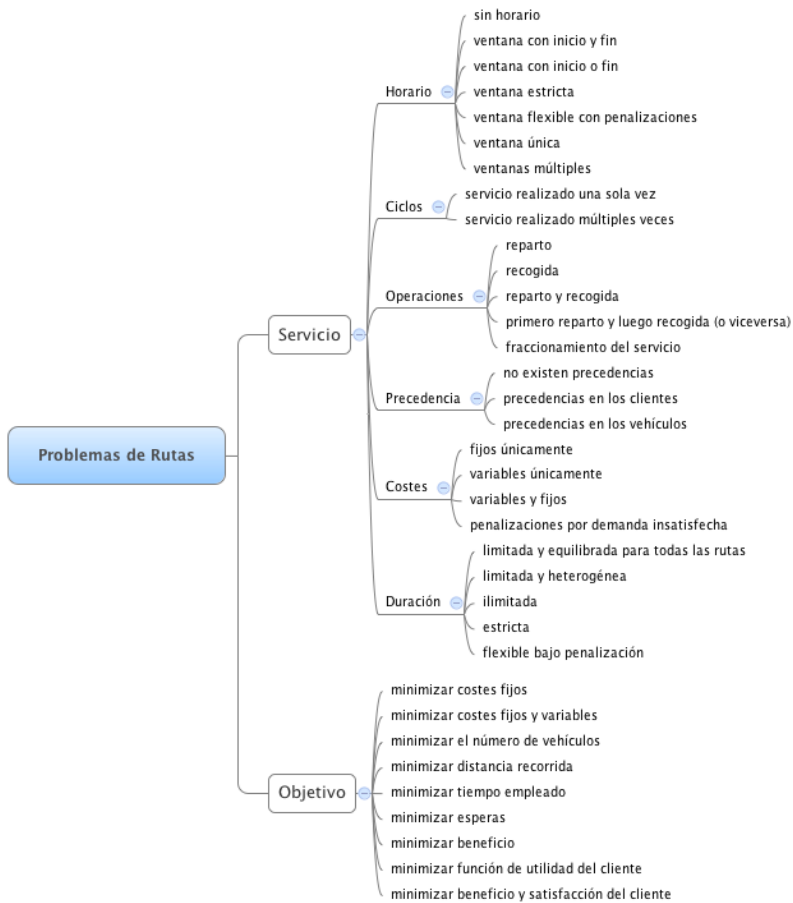 Problemas de Rutas
Servicio
Horario
sin horario
ventana con inicio y fin
ventana con inicio o fin
ventana estricta
ventana flexible con penalizaciones
ventana única
ventanas múltiples
Ciclos
servicio realizado una sola vez
servicio realizado múltiples veces
Operaciones
reparto
recogida
reparto y recogida
primero reparto y luego recogida (o viceversa)
fraccionamiento del servicio
Precedencia
no existen precedencias
precedencias en los clientes
precedencias en los vehículos
Costes
fijos únicamente
variables únicamente
variables y fijos
penalizaciones por demanda insatisfecha
Duración
limitada y equilibrada para todas las rutas
limitada y heterogénea
ilimitada
estricta
flexible bajo penalización
Objetivo
minimizar costes fijos
minimizar costes fijos y variables
minimizar el número de vehículos
minimizar distancia recorrida
minimizar tiempo empleado
minimizar esperas
minimizar beneficio
minimizar función de utilidad del cliente
minimizar beneficio y satisfacción del cliente